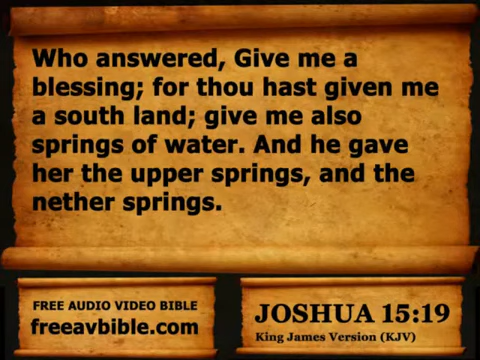 Who answered, Give me a
blessing; for thou hast given me
a south land; give me also
springs of water. And he gave
her the upper springs, and the
nether springs.
FREE AUDIO VIDEO BIBLE
freeavbible.com
JOSHUA 15:19
King James Version (KJV)